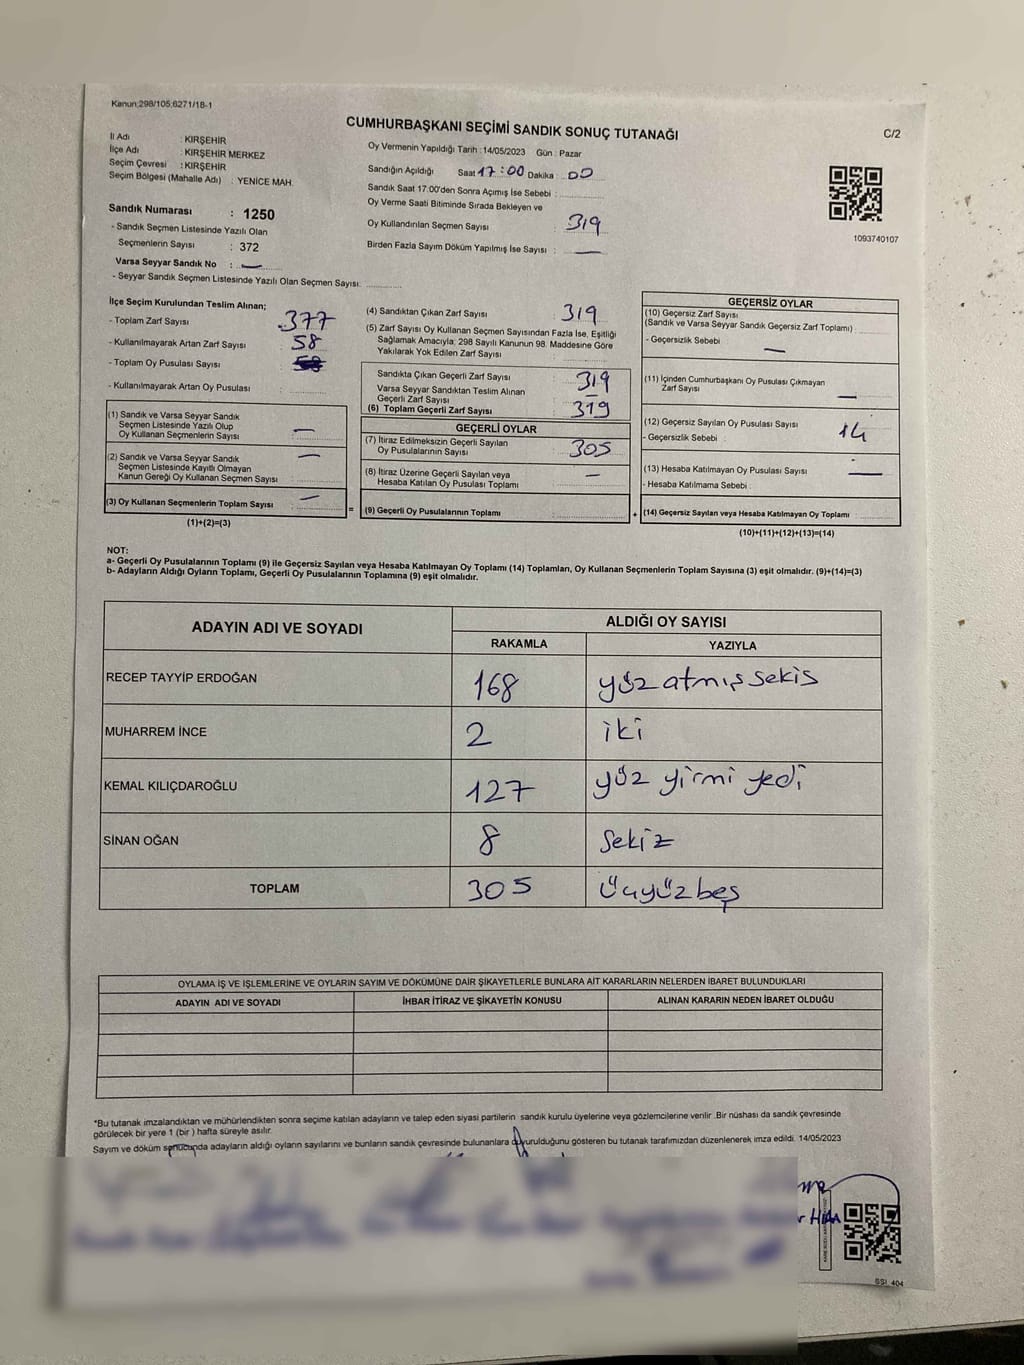 Kanun:298/105;6271/18-1
CUMHURBAŞKANI SEÇİMİ SANDIK SONUÇ TUTANAĞI
C/2
İl Adı : KIRŞEHİR
İlçe Adı : KIRŞEHİR MERKEZ
Seçim Çevresi : KIRŞEHİR
Seçim Bölgesi (Mahalle Adı) : YENİCE MAH.
Oy Vermenin Yapıldığı Tarih : 14/05/2023 Gün : Pazar
Sandığın Açıldığı Saat 17:00 Dakika : 00
Sandık Saat 17:00'den Sonra Açımış İse Sebebi :
Oy Verme Saati Bitiminde Sırada Bekleyen ve
Oy Kullandırılan Seçmen Sayısı : 319
Birden Fazla Sayım Döküm Yapılmış İse Sayısı : —
1093740107
Sandık Numarası : 1250
- Sandık Seçmen Listesinde Yazılı Olan
Seçmenlerin Sayısı : 372
Varsa Seyyar Sandık No : —
- Seyyar Sandık Seçmen Listesinde Yazılı Olan Seçmen Sayısı:
İlçe Seçim Kurulundan Teslim Alınan;
- Toplam Zarf Sayısı : 377
- Kullanılmayarak Artan Zarf Sayısı : 58
- Toplam Oy Pusulası Sayısı :
- Kullanılmayarak Artan Oy Pusulası :
(1) Sandık ve Varsa Seyyar Sandık
Seçmen Listesinde Yazılı Olup
Oy Kullanan Seçmenlerin Sayısı : —
(2) Sandık ve Varsa Seyyar Sandık
Seçmen Listesinde Kayıtlı Olmayan
Kanun Gereği Oy Kullanan Seçmen Sayısı : —
(3) Oy Kullanan Seçmenlerin Toplam Sayısı : —
(1)+(2)=(3)
(4) Sandıktan Çıkan Zarf Sayısı : 319
(5) Zarf Sayısı Oy Kullanan Seçmen Sayısından Fazla İse, Eşitliği
Sağlamak Amacıyla; 298 Sayılı Kanunun 98. Maddesine Göre
Yakılarak Yok Edilen Zarf Sayısı :
Sandıkta Çıkan Geçerli Zarf Sayısı : 319
Varsa Seyyar Sandıktan Teslim Alınan
Geçerli Zarf Sayısı : —
(6) Toplam Geçerli Zarf Sayısı : 319
GEÇERLİ OYLAR
(7) İtiraz Edilmeksizin Geçerli Sayılan
Oy Pusulalarının Sayısı : 305
(8) İtiraz Üzerine Geçerli Sayılan veya
Hesaba Katılan Oy Pusulası Toplamı : —
= (9) Geçerli Oy Pusulalarının Toplamı :
GEÇERSİZ OYLAR
(10) Geçersiz Zarf Sayısı
(Sandık ve Varsa Seyyar Sandık Geçersiz Zarf Toplamı) :
- Geçersizlik Sebebi : —
(11) İçinden Cumhurbaşkanı Oy Pusulası Çıkmayan
Zarf Sayısı : —
(12) Geçersiz Sayılan Oy Pusulası Sayısı : 14
- Geçersizlik Sebebi :
(13) Hesaba Katılmayan Oy Pusulası Sayısı : —
- Hesaba Katılmama Sebebi :
+ (14) Geçersiz Sayılan veya Hesaba Katılmayan Oy Toplamı :
(10)+(11)+(12)+(13)=(14)
NOT:
a- Geçerli Oy Pusulalarının Toplamı (9) ile Geçersiz Sayılan veya Hesaba Katılmayan Oy Toplamı (14) Toplamları, Oy Kullanan Seçmenlerin Toplam Sayısına (3) eşit olmalıdır. (9)+(14)=(3)
b- Adayların Aldığı Oyların Toplamı, Geçerli Oy Pusulalarının Toplamına (9) eşit olmalıdır.
ADAYIN ADI VE SOYADI
ALDIĞI OY SAYISI
RAKAMLA YAZIYLA
RECEP TAYYİP ERDOĞAN 168 yüz atmış sekis
MUHARREM İNCE 2 iki
KEMAL KILIÇDAROĞLU 127 yüz yirmi yedi
SİNAN OĞAN 8 Sekiz
TOPLAM 305 üçyüz beş
OYLAMA İŞ VE İŞLEMLERİNE VE OYLARIN SAYIM VE DÖKÜMÜNE DAİR ŞİKAYETLERLE BUNLARA AİT KARARLARIN NELERDEN İBARET BULUNDUKLARI
ADAYIN ADI VE SOYADI İHBAR İTİRAZ VE ŞİKAYETİN KONUSU ALINAN KARARIN NEDEN İBARET OLDUĞU
*Bu tutanak imzalandıktan ve mühürlendikten sonra seçime katılan adayların ve talep eden siyasi partilerin sandık kurulu üyelerine veya gözlemcilerine verilir .Bir nüshası da sandık çevresinde
görülecek bir yere 1 (bir ) hafta süreyle asılır.
Sayım ve döküm sonucunda adayların aldığı oyların sayılarını ve bunların sandık çevresinde bulunanlara duyurulduğunu gösteren bu tutanak tarafımızdan düzenlenerek imza edildi. 14/05/2023
SSİ_404